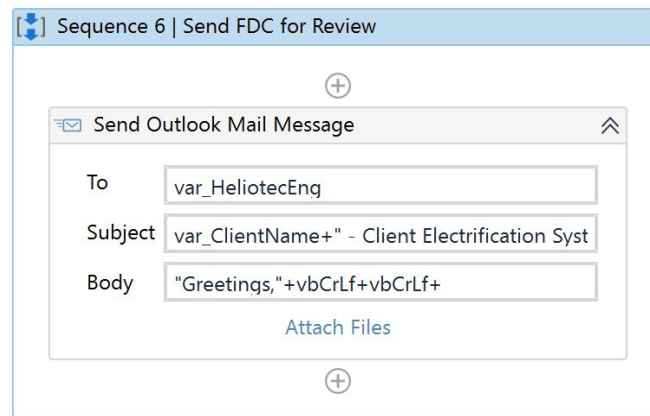 Sequence 6 | Send FDC for Review
Send Outlook Mail Message
To
var_HeliotecEng
Subject
var_ClientName+" - Client Electrification Syst
Body
"Greetings,"+vbCrLf+vbCrLf+
Attach Files